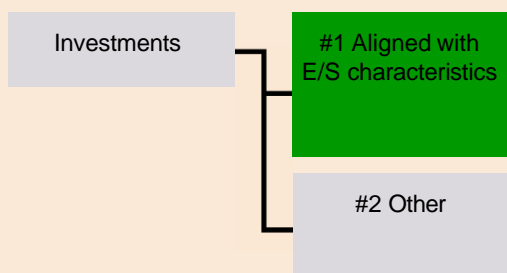 Investments
#1 Aligned with
E/S characteristics
#2 Other